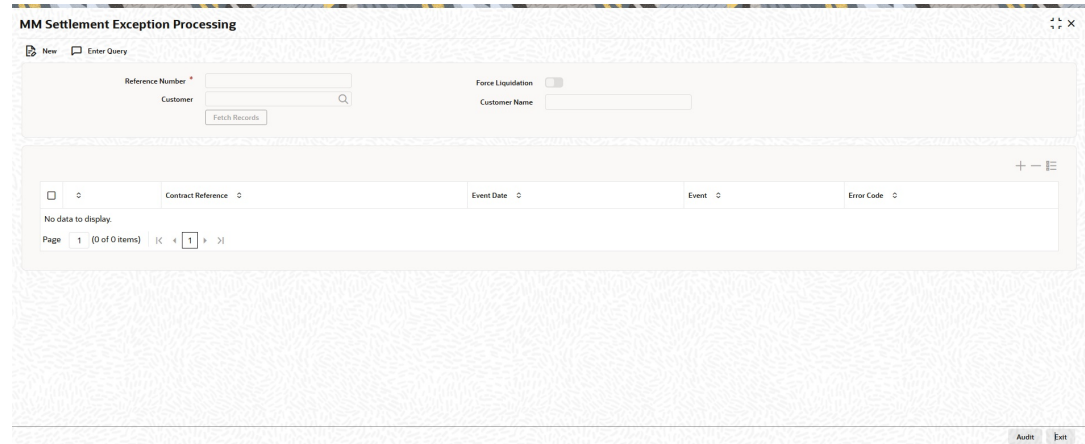 MM Settlement Exception Processing
New Enter Query
Reference Number * Force Liquidation
Customer Customer Name
Fetch Records
Contract Reference Event Date Event Error Code
No data to display.
Page 1 (0 of 0 items) 1
Audit Exit